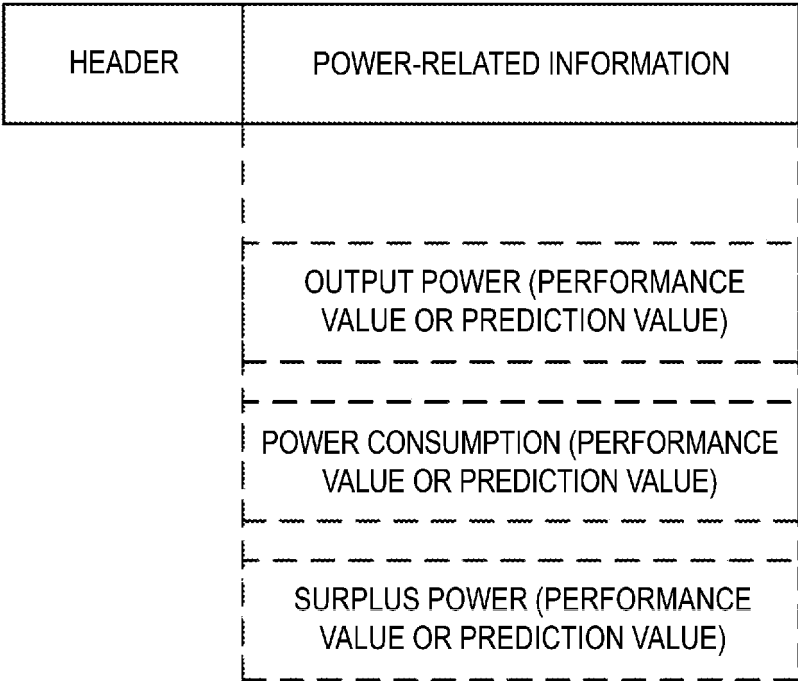 HEADER
POWER-RELATED INFORMATION
OUTPUT POWER (PERFORMANCE
VALUE OR PREDICTION VALUE)
POWER CONSUMPTION (PERFORMANCE
VALUE OR PREDICTION VALUE)
SURPLUS POWER (PERFORMANCE
VALUE OR PREDICTION VALUE)